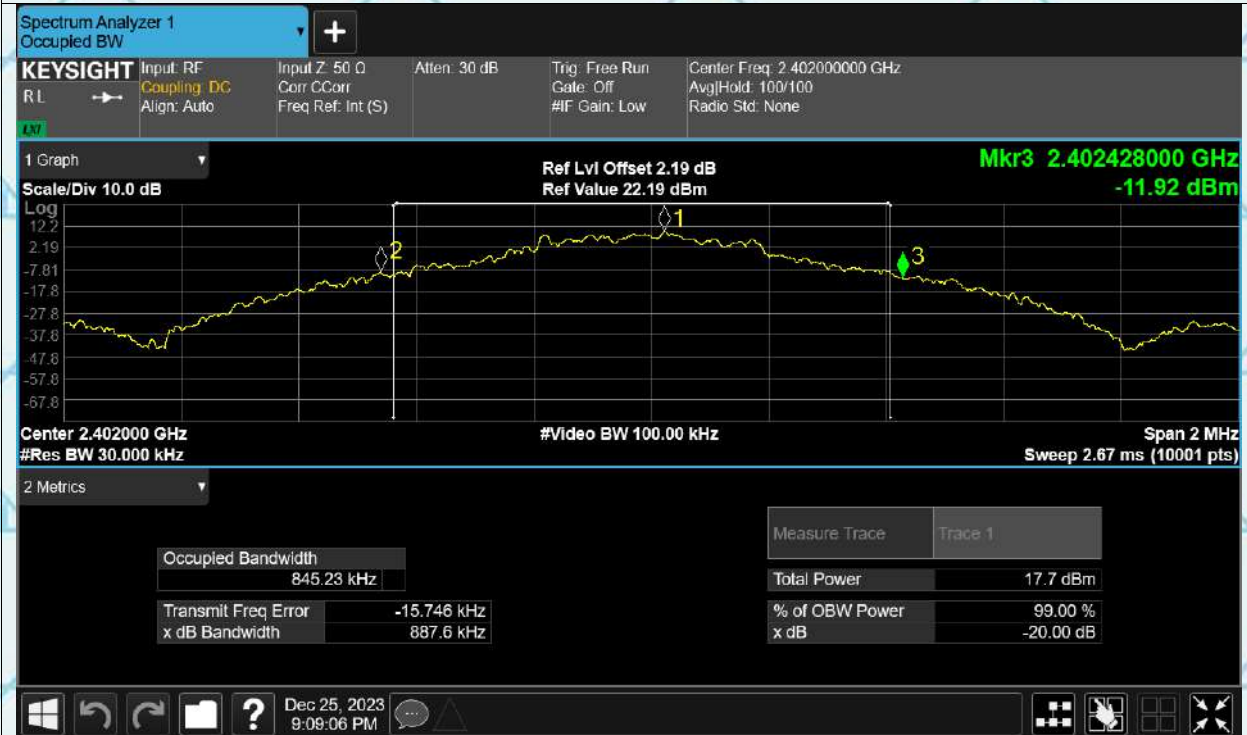 Spectrum Analyzer 1
Occupied BW
+
KEYSIGHT Input: RF Input Z: 50 Ω Atten: 30 dB Trig: Free Run Center Freq: 2.402000000 GHz
RL Coupling: DC Corr CCorr Gate: Off Avg|Hold: 100/100
Align: Auto Freq Ref: Int (S) #IF Gain: Low Radio Std: None
LXI
1 Graph Ref Lvl Offset 2.19 dB Mkr3 2.402428000 GHz
Scale/Div 10.0 dB Ref Value 22.19 dBm -11.92 dBm
Log
12.2
2.19
-7.81
-17.8
-27.8
-37.8
-47.8
-57.8
-67.8
1
2
3
Center 2.402000 GHz #Video BW 100.00 kHz Span 2 MHz
#Res BW 30.000 kHz Sweep 2.67 ms (10001 pts)
2 Metrics
Measure Trace Trace 1
Occupied Bandwidth
845.23 kHz Total Power 17.7 dBm
Transmit Freq Error -15.746 kHz % of OBW Power 99.00 %
x dB Bandwidth 887.6 kHz x dB -20.00 dB
? Dec 25, 2023
9:09:06 PM